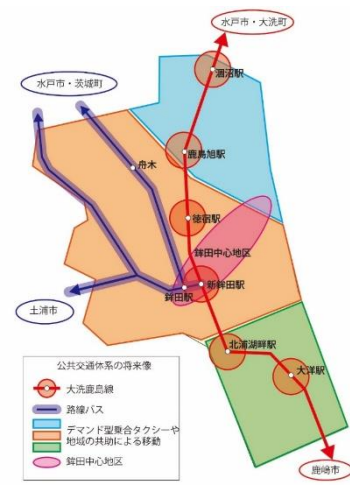 水戸市・大洗町
涸沼駅
水戸市・茨城町
鹿島旭駅
舟木
徳宿駅
鉾田中心地区
新鉾田駅
鉾田駅
土浦市
北浦湖畔駅
大洋駅
公共交通体系の将来像
大洗鹿島線
路線バス
デマンド型乗合タクシーや
地域の共助による移動
鉾田中心地区
鹿嶋市